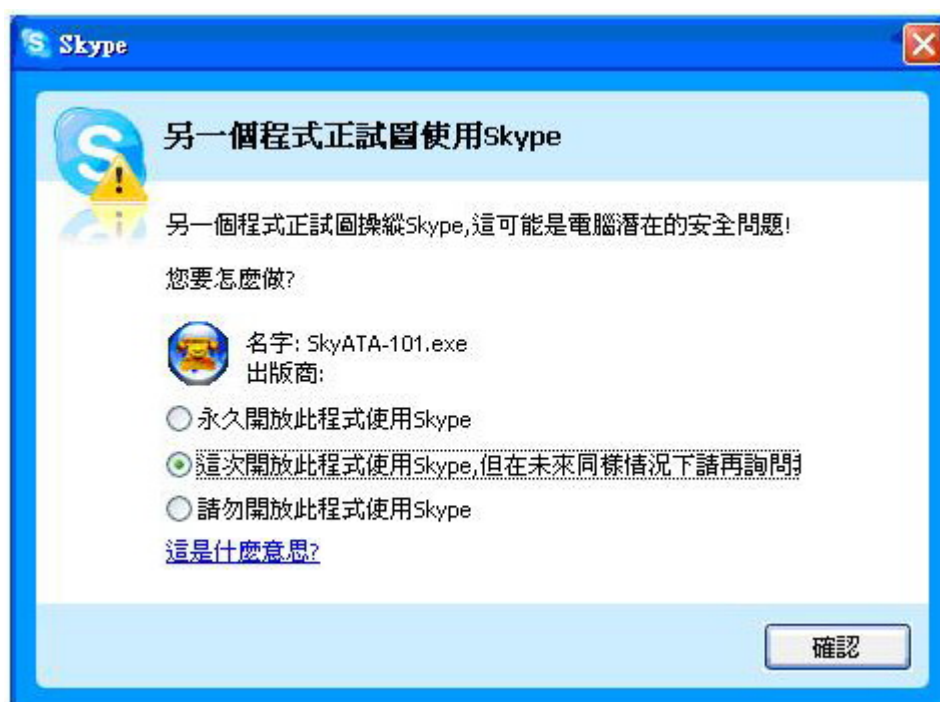 Skype
另一個程式正試圖使用Skype
另一個程式正試圖操縱Skype,這可能是電腦潛在的安全問題!
您要怎麼做?
名字: SkyATA-101.exe
出版商:
永久開放此程式使用Skype
這次開放此程式使用Skype,但在未來同樣情況下請再詢問
請勿開放此程式使用Skype
這是什麼意思?
確認